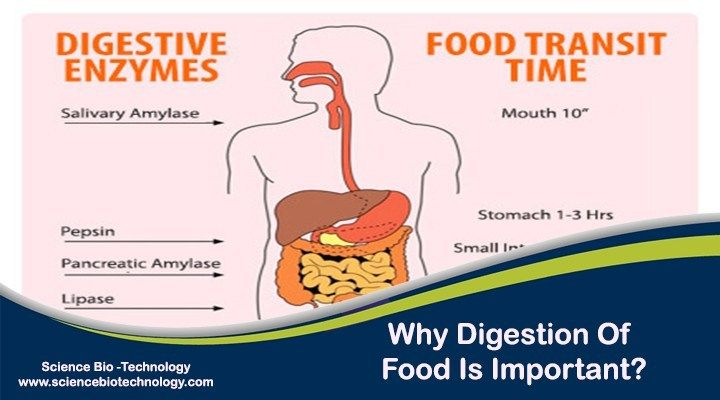 DIGESTIVE
ENZYMES
Salivary Amylase
Pepsin
Pancreatic Amylase
Lipase
FOOD TRANSIT
TIME
Mouth 10”
Stomach 1-3 Hrs
Small
Why Digestion Of
Food Is Important?
Science Bio -Technology
www.sciencebiotechnology.com